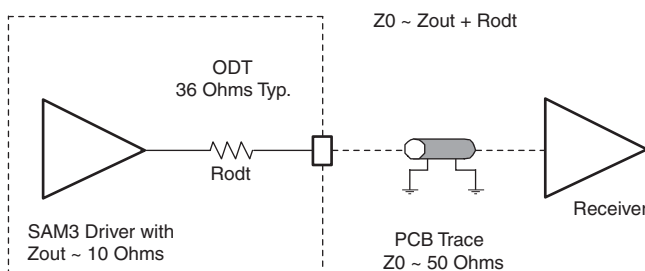 Z0 ~ Zout + Rodt
ODT
36 Ohms Typ.
Rodt
Receiver
SAM3 Driver with
Zout ~ 10 Ohms
PCB Trace
Z0 ~ 50 Ohms